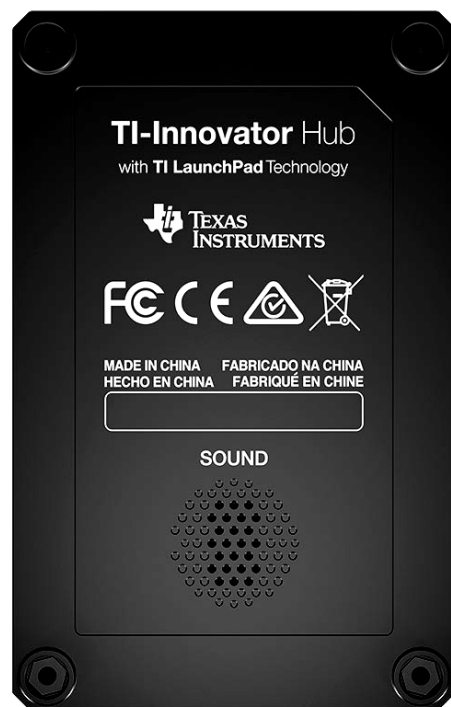 TI-Innovator Hub
with TI LaunchPad Technology
TEXAS
INSTRUMENTS
FC CE
MADE IN CHINA FABRICADO NA CHINA
HECHO EN CHINA FABRIQUÉ EN CHINE
SOUND